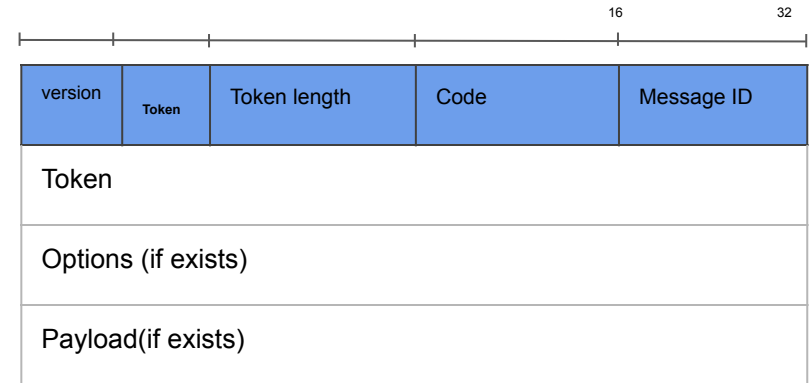 16 32
version Token Token length Code Message ID
Token
Options (if exists)
Payload(if exists)